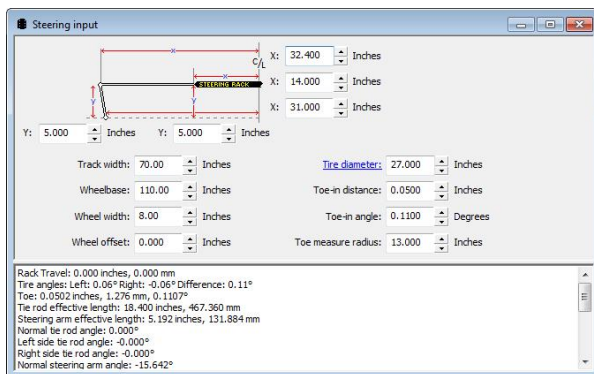 Steering input
x
C/L
X: 32.400 Inches
x
STEERING RACK
X: 14.000 Inches
y
y
X: 31.000 Inches
Y: 5.000 Inches Y: 5.000 Inches
Track width: 70.00 Inches Tire diameter: 27.000 Inches
Wheelbase: 110.00 Inches Toe-in distance: 0.0500 Inches
Wheel width: 8.00 Inches Toe-in angle: 0.1100 Degrees
Wheel offset: 0.000 Inches Toe measure radius: 13.000 Inches
Rack Travel: 0.000 inches, 0.000 mm
Tire angles: Left: 0.06° Right: -0.06° Difference: 0.11°
Toe: 0.0502 inches, 1.276 mm, 0.1107°
Tie rod effective length: 18.400 inches, 467.360 mm
Steering arm effective length: 5.192 inches, 131.884 mm
Normal tie rod angle: 0.000°
Left side tie rod angle: -0.000°
Right side tie rod angle: -0.000°
Normal steering arm angle: -15.642°